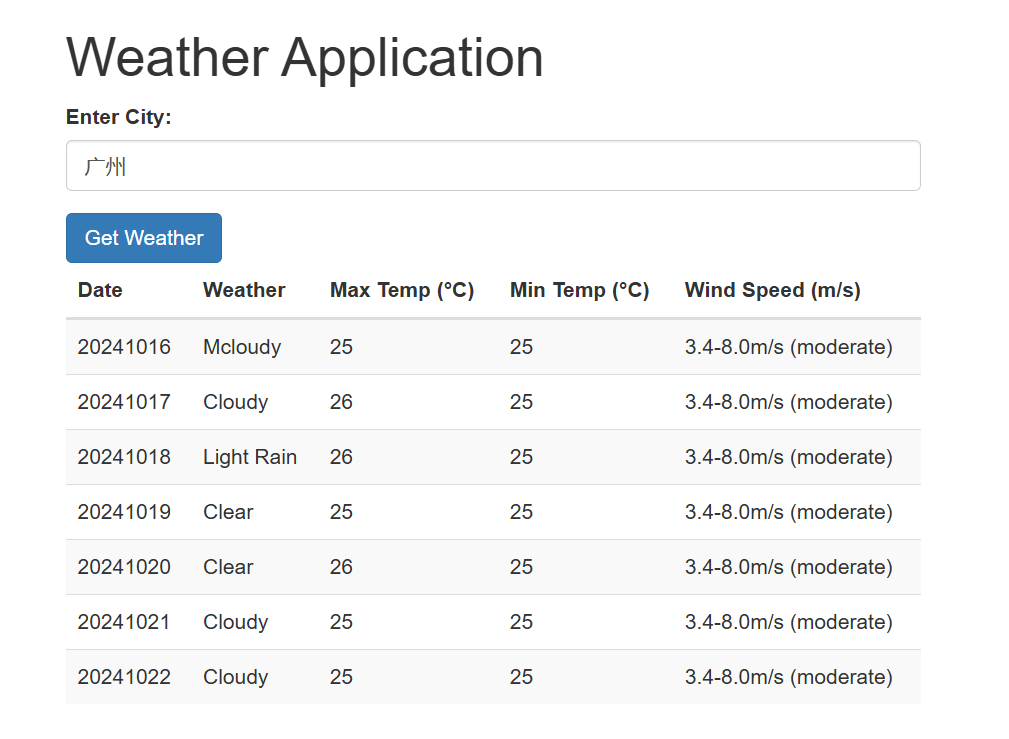 Weather Application
Enter City:
广州
Get Weather
Date Weather Max Temp (°C) Min Temp (°C) Wind Speed (m/s)
20241016 Mcloudy 25 25 3.4-8.0m/s (moderate)
20241017 Cloudy 26 25 3.4-8.0m/s (moderate)
20241018 Light Rain 26 25 3.4-8.0m/s (moderate)
20241019 Clear 25 25 3.4-8.0m/s (moderate)
20241020 Clear 26 25 3.4-8.0m/s (moderate)
20241021 Cloudy 25 25 3.4-8.0m/s (moderate)
20241022 Cloudy 25 25 3.4-8.0m/s (moderate)